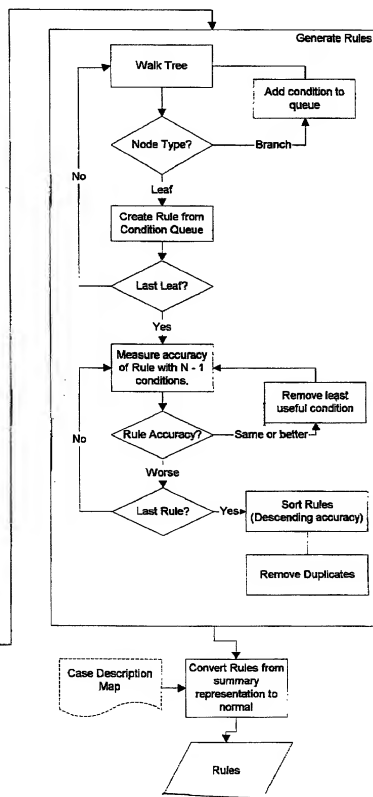 Generate Rules
Walk Tree
Add condition to
queue
Node Type?
Branch
No
Leaf
Create Rule from
Condition Queue
Last Leaf?
Yes
Measure accuracy
of Rule with N - 1
conditions.
Remove least
useful condition
No
Rule Accuracy?
Same or better
Worse
Last Rule?
Yes
Sort Rules
(Descending accuracy)
Remove Duplicates
Case Description
Map
Convert Rules from
summary
representation to
normal
Rules